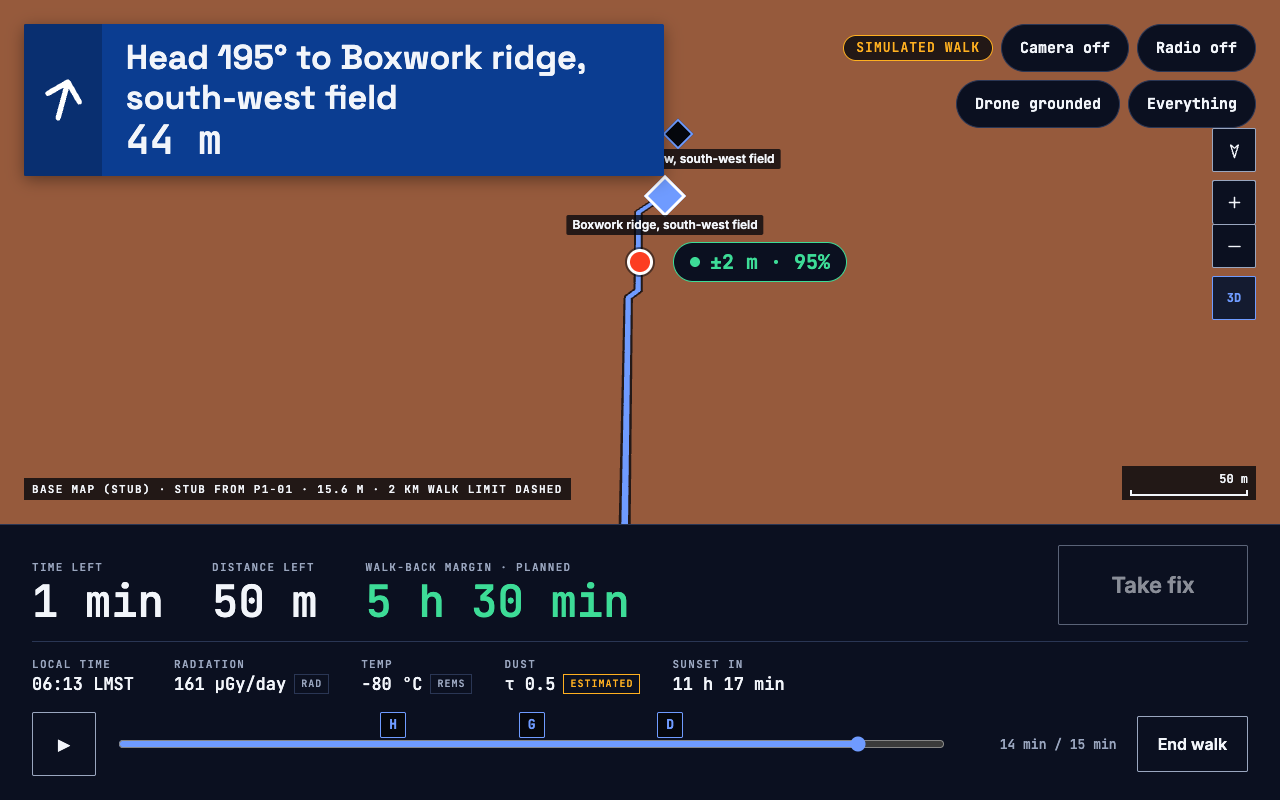 Head 195° to Boxwork ridge,
south-west field
44 m
SIMULATED WALK
Camera off
Radio off
Drone grounded
Everything
w, south-west field
Boxwork ridge, south-west field
±2 m · 95%
+
−
3D
BASE MAP (STUB) · STUB FROM P1-01 · 15.6 M · 2 KM WALK LIMIT DASHED
50 m
TIME LEFT
1 min
DISTANCE LEFT
50 m
WALK-BACK MARGIN · PLANNED
5 h 30 min
Take fix
LOCAL TIME
06:13 LMST
RADIATION
161 µGy/day RAD
TEMP
-80 °C REMS
DUST
τ 0.5 ESTIMATED
SUNSET IN
11 h 17 min
H
G
D
14 min / 15 min
End walk